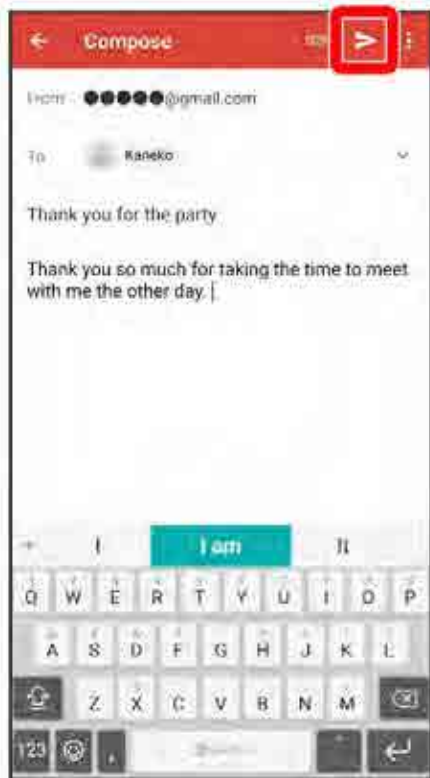 Compose
From ●●●●●@gmail.com
To Kaneko
Thank you for the party
Thank you so much for taking the time to meet
with me the other day.
I I am It
Q W E R T Y U I O P
A S D F G H J K L
Z X C V B N M
123 ,